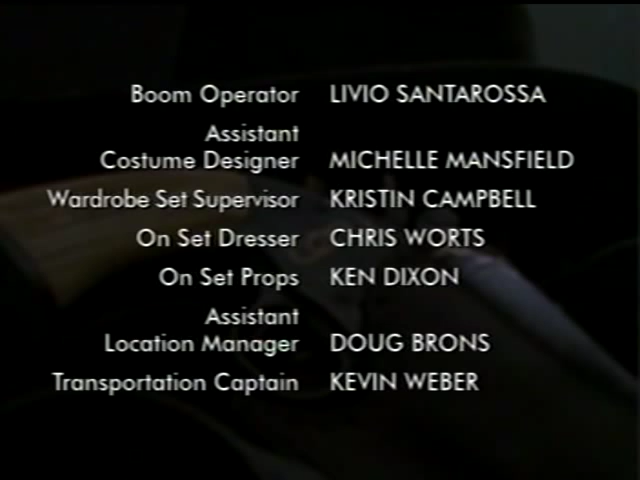 Boom Operator LIVIO SANTAROSSA
Assistant
Costume Designer MICHELLE MANSFIELD
Wardrobe Set Supervisor KRISTIN CAMPBELL
On Set Dresser CHRIS WORTS
On Set Props KEN DIXON
Assistant
Location Manager DOUG BRONS
Transportation Captain KEVIN WEBER